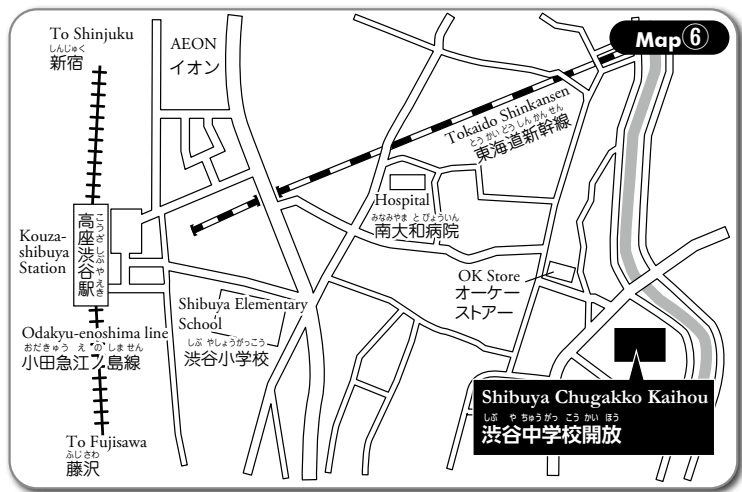 Map⑥
To Shinjuku
しんじゅく
新宿
AEON
イオン
Tokaido Shinkansen
とうかいどうしんかんせん
東海道新幹線
Hospital
みなみやまとびょういん
南大和病院
Kouza-
shibuya
Station
こうざしぶやえき
高座渋谷駅
OK Store
オーケー
ストアー
Shibuya Elementary
School
しぶやしょうがっこう
渋谷小学校
Odakyu-enoshima line
おだきゅうえのしません
小田急江ノ島線
Shibuya Chugakko Kaihou
しぶやちゅうがっこうかいほう
渋谷中学校開放
To Fujisawa
ふじさわ
藤沢